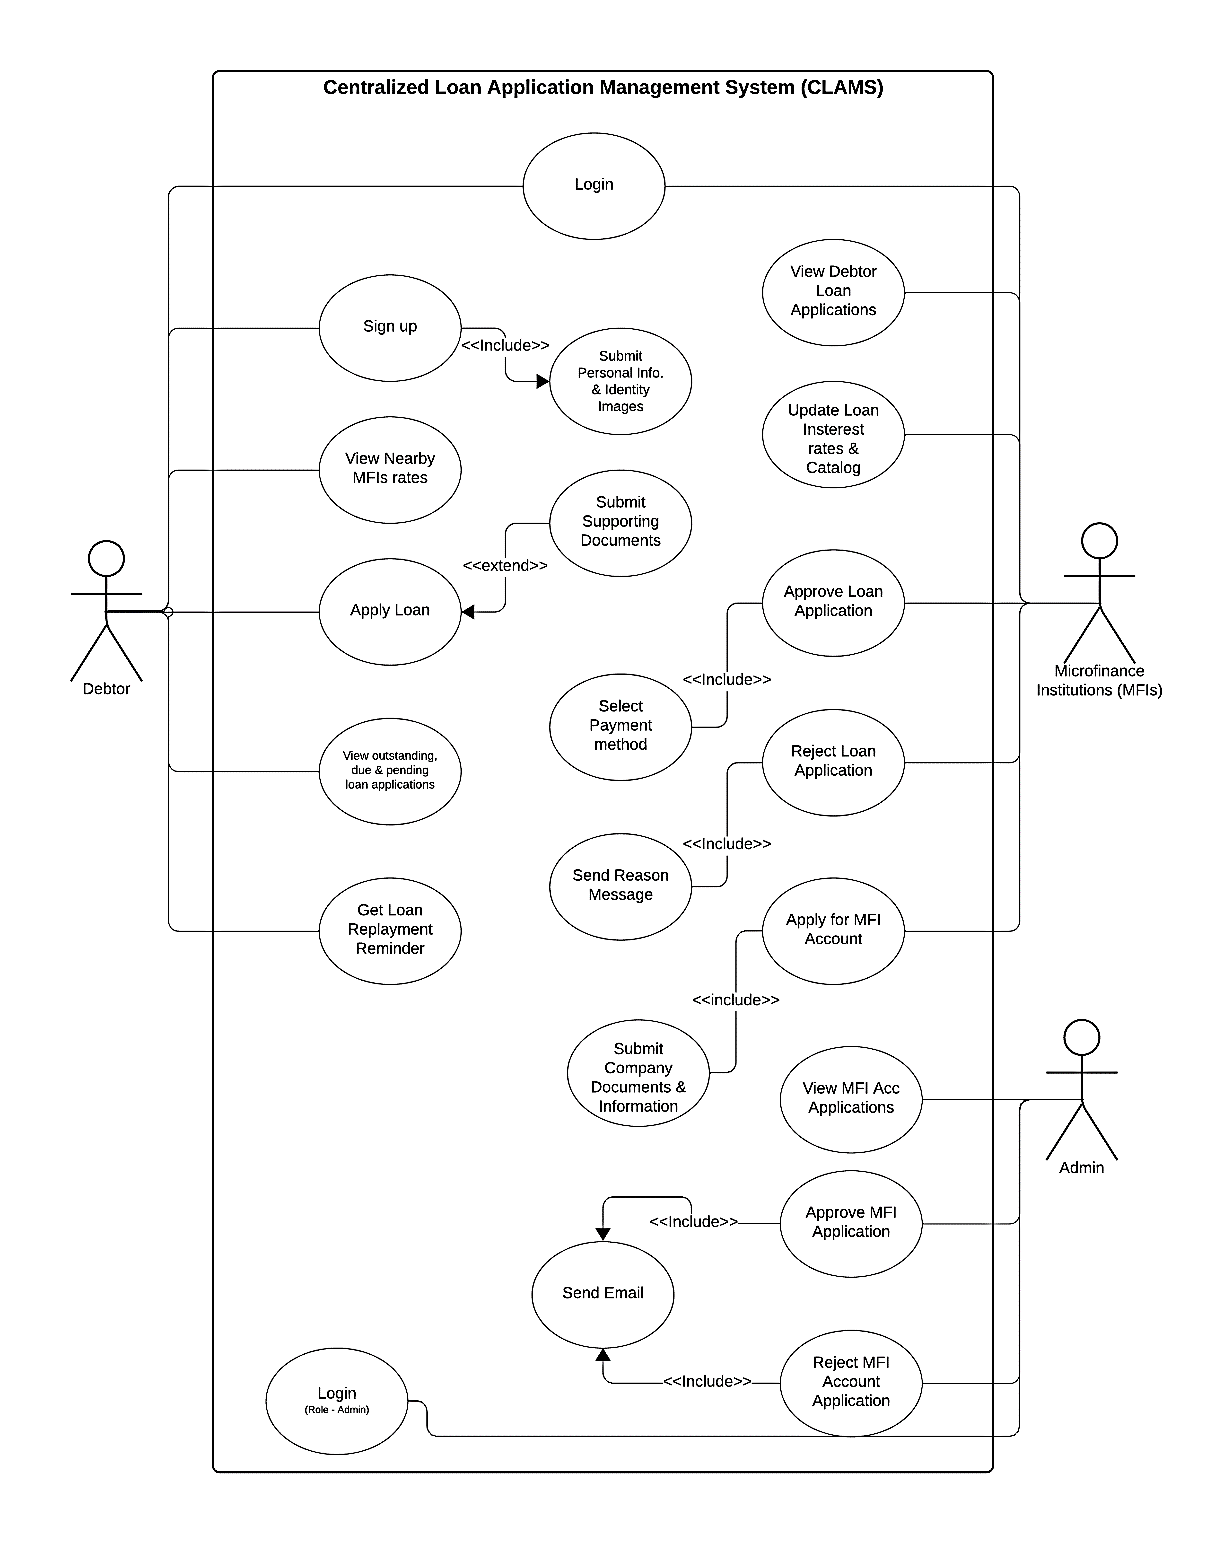 Centralized Loan Application Management System (CLAMS)
Login
View Debtor
Loan
Applications
Sign up
<<Include>>
Submit
Personal Info.
& Identity
Images
Update Loan
Insterest
rates &
Catalog
View Nearby
MFIs rates
Submit
Supporting
Documents
<<extend>>
Apply Loan
Approve Loan
Application
Debtor
Microfinance
Institutions (MFIs)
<<Include>>
Select
Payment
method
View outstanding,
due & pending
loan applications
Reject Loan
Application
<<Include>>
Send Reason
Message
Get Loan
Replayment
Reminder
Apply for MFI
Account
<<include>>
Submit
Company
Documents &
Information
View MFI Acc
Applications
Admin
Approve MFI
Application
<<Include>>
Send Email
<<Include>>
Reject MFI
Account
Application
Login
(Role - Admin)